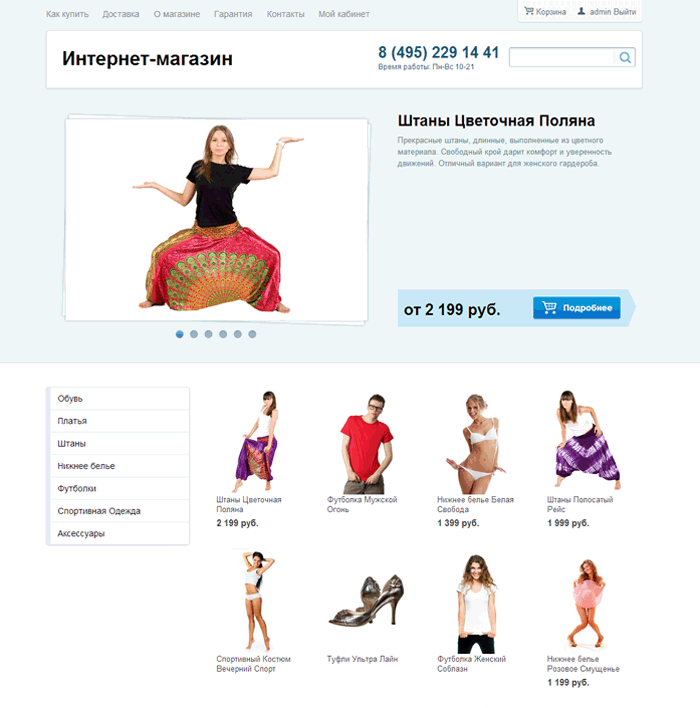 Как купить Доставка О магазине Гарантия Контакты Мой кабинет
Корзина admin Выйти
Интернет-магазин
8 (495) 229 14 41
Время работы: Пн-Вс 10-21
Штаны Цветочная Поляна
Прекрасные штаны, длинные, выполненные из цветного
материала. Свободный крой дарит комфорт и уверенность
движений. Отличный вариант для женского гардероба.
от 2 199 руб.
Подробнее
Обувь
Платья
Штаны
Нижнее белье
Футболки
Спортивная Одежда
Аксессуары
Штаны Цветочная
Поляна
2 199 руб.
Футболка Мужской
Огонь
Нижнее белье Белая
Свобода
1 399 руб.
Штаны Полосатый
Рейс
1 999 руб.
Спортивный Костюм
Вечерний Спорт
Туфли Ультра Лайн
Футболка Женский
Соблазн
Нижнее белье
Розовое Смущенье
1 199 руб.